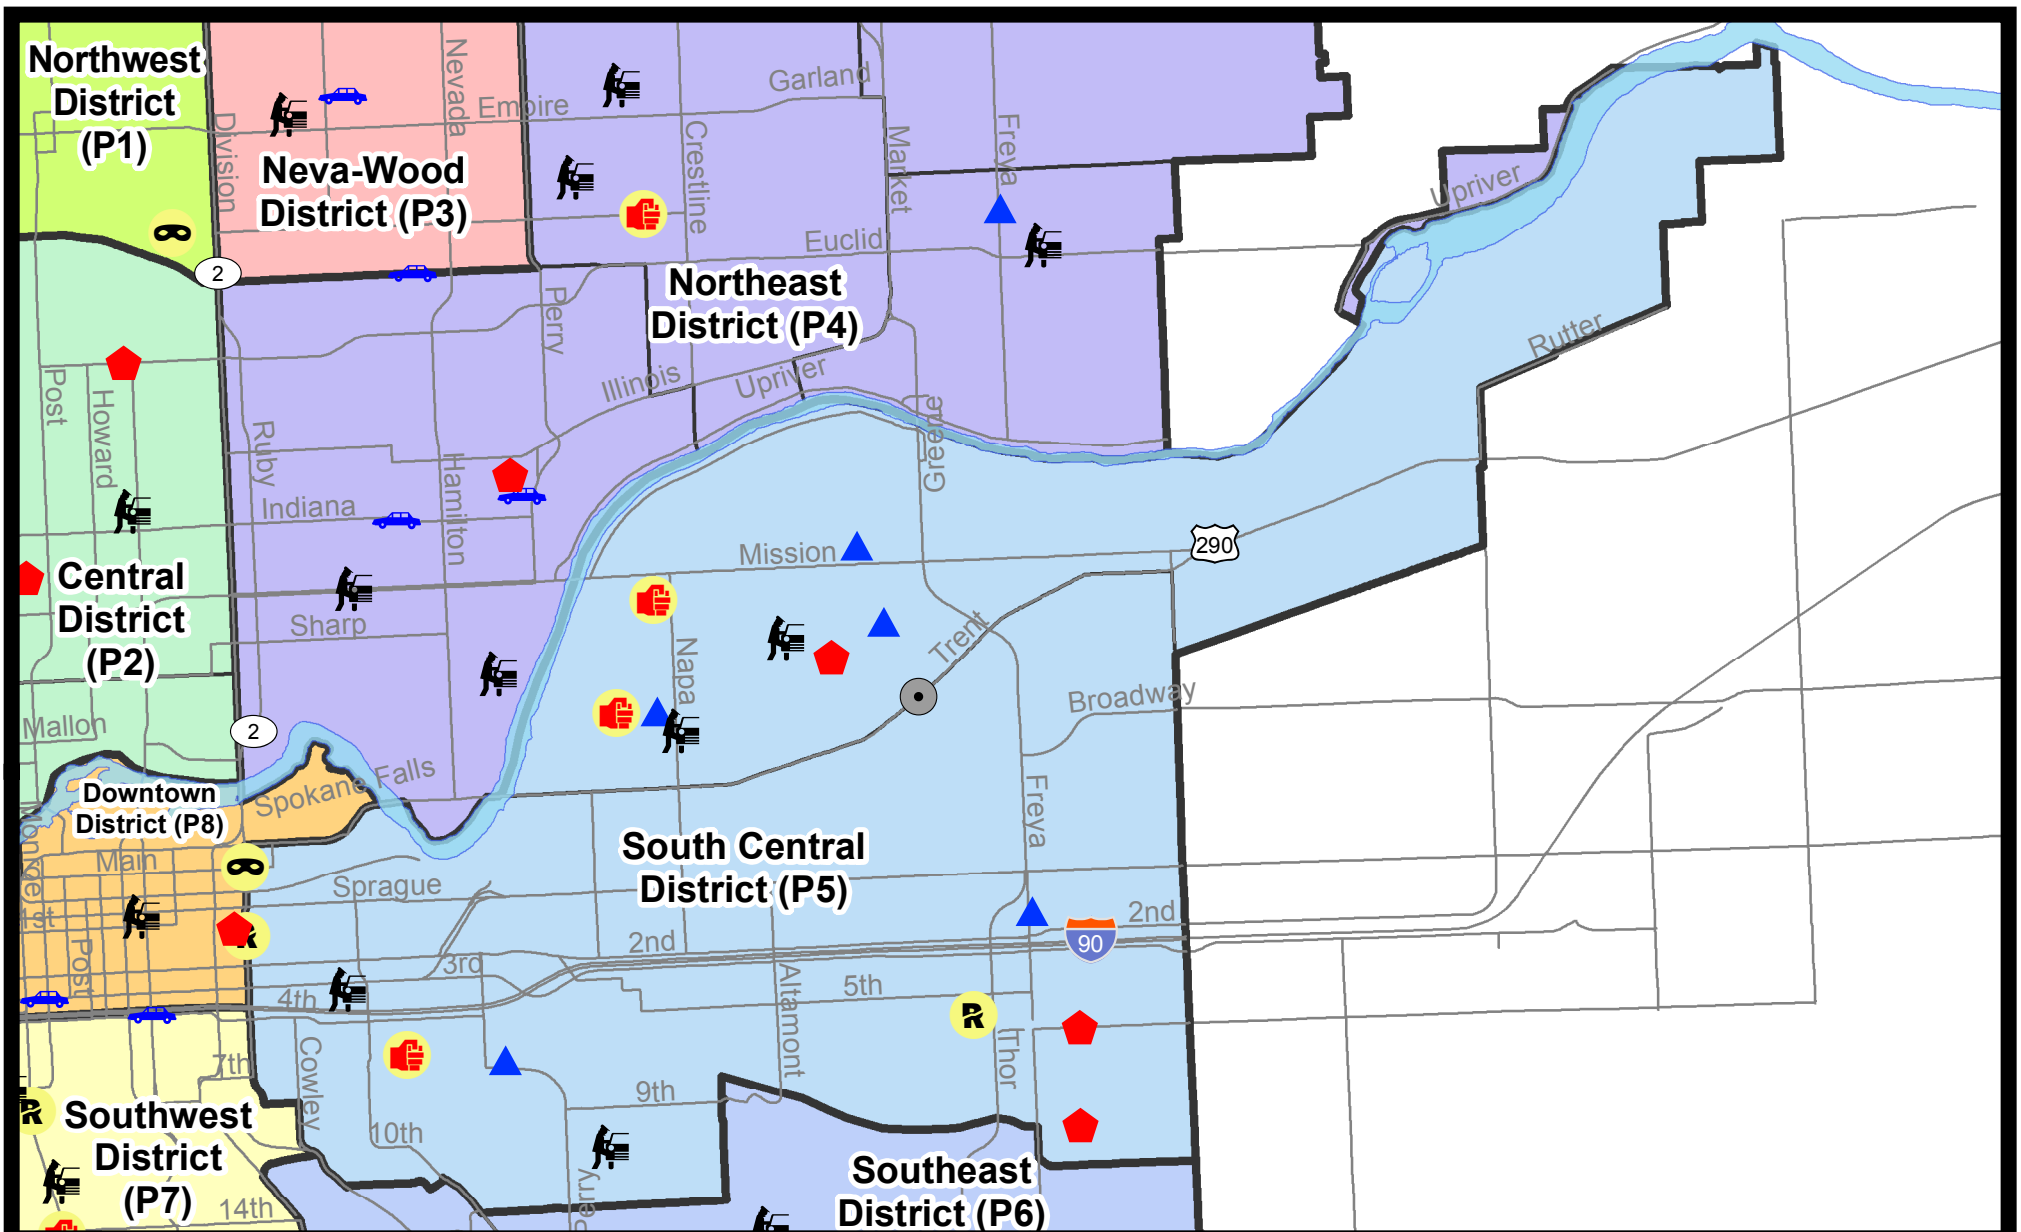 Northwest
District
(P1)
Neva-Wood
District (P3)
Northeast
District (P4)
Central
District
(P2)
Downtown
District (P8)
South Central
District (P5)
Southwest
District
(P7)
Southeast
District (P6)
Division
Nevada
Empire
Garland
Crestline
Market
Freya
Euclid
Upriver
Rutter
2
Perry
Illinois
Upriver
Greene
Post
Howard
Ruby
Hamilton
Indiana
Sharp
Mission
290
Napa
Trent
Broadway
Mallon
2
Spokane Falls
Monroe
Main
1st
Post
Sprague
Freya
2nd
90
2nd
3rd
4th
5th
Altamont
Thor
R
R
R
7th
Cowley
9th
10th
14th
Perry